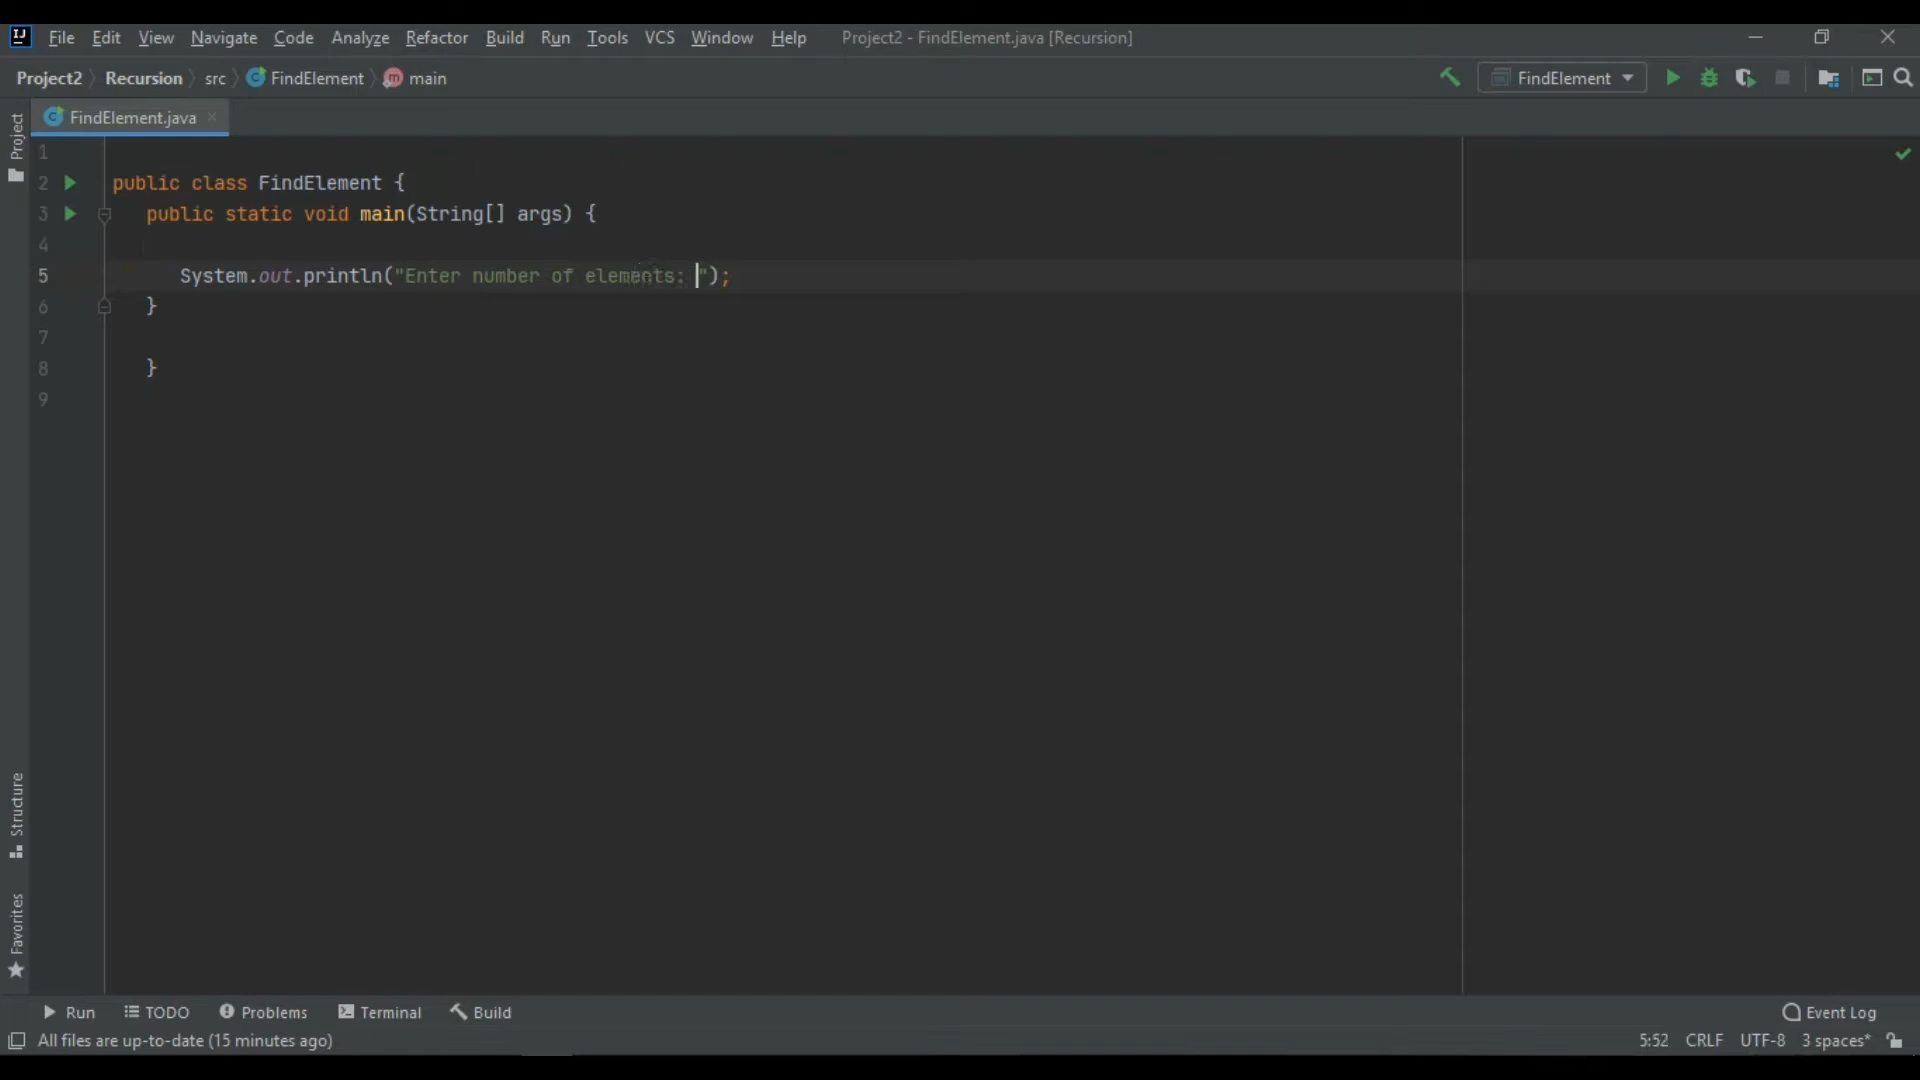 IJ File Edit View Navigate Code Analyze Refactor Build Run Tools VCS Window Help Project2 - FindElement.java [Recursion]
Project2 Recursion src FindElement main FindElement
FindElement.java
Project
1
2 public class FindElement {
3 public static void main(String[] args) {
4
5 System.out.println("Enter number of elements: ");
6 }
7
8 }
9
Structure
Favorites
Run TODO Problems Terminal Build Event Log
All files are up-to-date (15 minutes ago) 5:52 CRLF UTF-8 3 spaces*